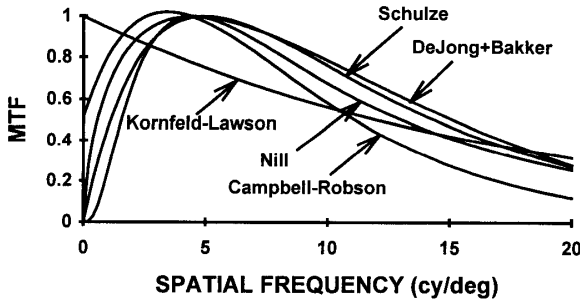 1
Schulze
DeJong+Bakker
0.8
0.6
Kornfeld-Lawson
MTF
0.4
Nill
Campbell-Robson
0.2
0
0 5 10 15 20
SPATIAL FREQUENCY (cy/deg)